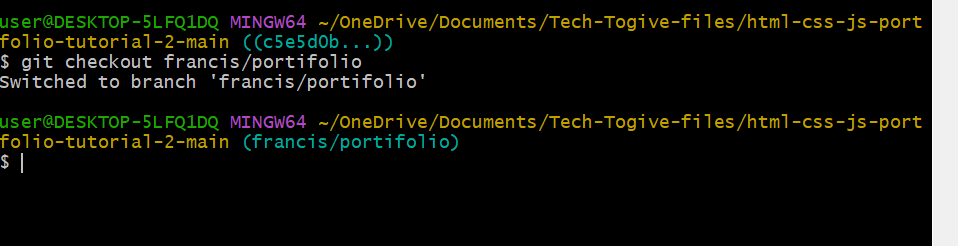 user@DESKTOP-5LFQ1DQ MINGW64 ~/OneDrive/Documents/Tech-Togive-files/html-css-js-port
folio-tutorial-2-main ((c5e5d0b...))
$ git checkout francis/portifolio
Switched to branch 'francis/portifolio'
user@DESKTOP-5LFQ1DQ MINGW64 ~/OneDrive/Documents/Tech-Togive-files/html-css-js-port
folio-tutorial-2-main (francis/portifolio)
$